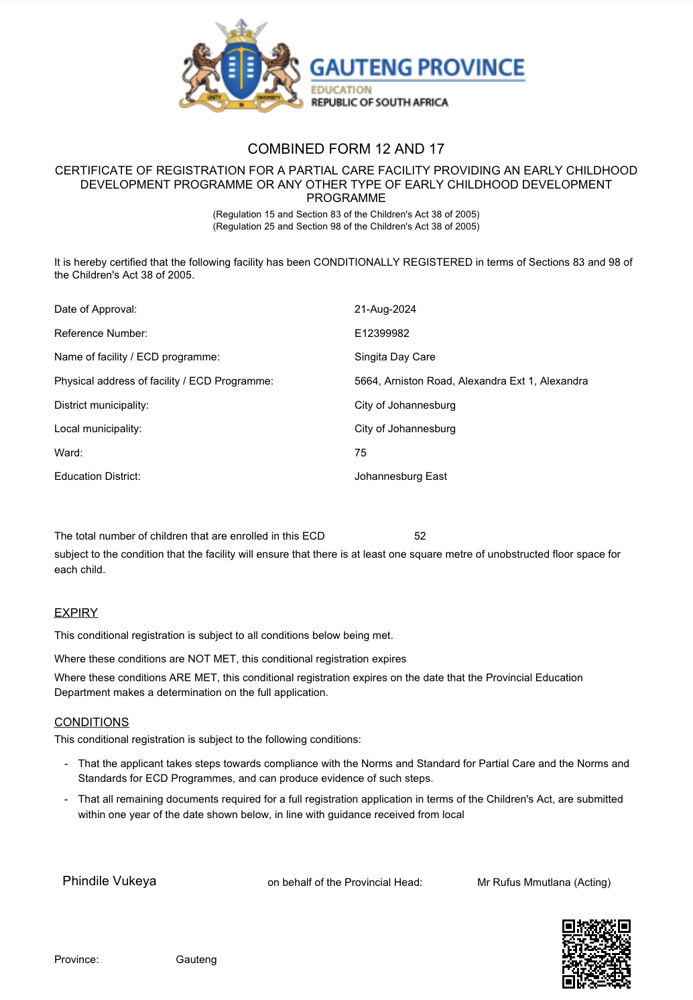 UNITY
IN
DIVERSITY
GAUTENG PROVINCE
EDUCATION
REPUBLIC OF SOUTH AFRICA
COMBINED FORM 12 AND 17
CERTIFICATE OF REGISTRATION FOR A PARTIAL CARE FACILITY PROVIDING AN EARLY CHILDHOOD
DEVELOPMENT PROGRAMME OR ANY OTHER TYPE OF EARLY CHILDHOOD DEVELOPMENT
PROGRAMME
(Regulation 15 and Section 83 of the Children's Act 38 of 2005)
(Regulation 25 and Section 98 of the Children's Act 38 of 2005)
It is hereby certified that the following facility has been CONDITIONALLY REGISTERED in terms of Sections 83 and 98 of
the Children's Act 38 of 2005.
Date of Approval: 21-Aug-2024
Reference Number: E12399982
Name of facility / ECD programme: Singita Day Care
Physical address of facility / ECD Programme: 5664, Arniston Road, Alexandra Ext 1, Alexandra
District municipality: City of Johannesburg
Local municipality: City of Johannesburg
Ward: 75
Education District: Johannesburg East
The total number of children that are enrolled in this ECD 52
subject to the condition that the facility will ensure that there is at least one square metre of unobstructed floor space for
each child.
EXPIRY
This conditional registration is subject to all conditions below being met.
Where these conditions are NOT MET, this conditional registration expires
Where these conditions ARE MET, this conditional registration expires on the date that the Provincial Education
Department makes a determination on the full application.
CONDITIONS
This conditional registration is subject to the following conditions:
- That the applicant takes steps towards compliance with the Norms and Standard for Partial Care and the Norms and
Standards for ECD Programmes, and can produce evidence of such steps.
- That all remaining documents required for a full registration application in terms of the Children's Act, are submitted
within one year of the date shown below, in line with guidance received from local
Phindile Vukeya on behalf of the Provincial Head: Mr Rufus Mmutlana (Acting)
Province: Gauteng